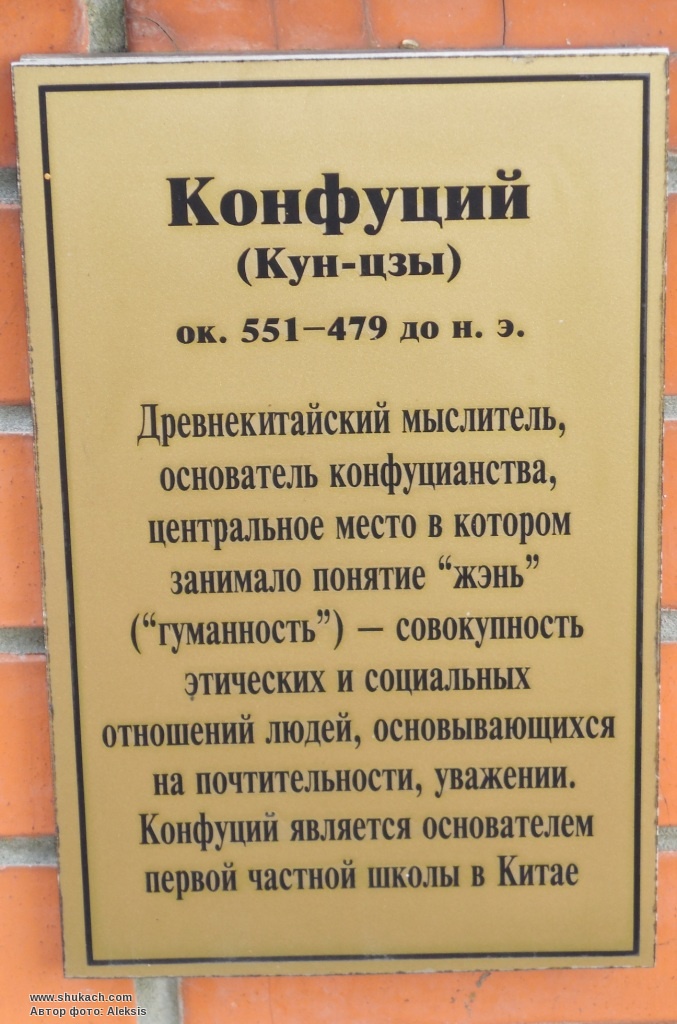 Конфуций
(Кун-цзы)
ок. 551–479 до н. э.
Древнекитайский мыслитель,
основатель конфуцианства,
центральное место в котором
занимало понятие “жэнь”
(“гуманность”) – совокупность
этических и социальных
отношений людей, основывающихся
на почтительности, уважении.
Конфуций является основателем
первой частной школы в Китае
www.shukach.com
Автор фото: Aleksis